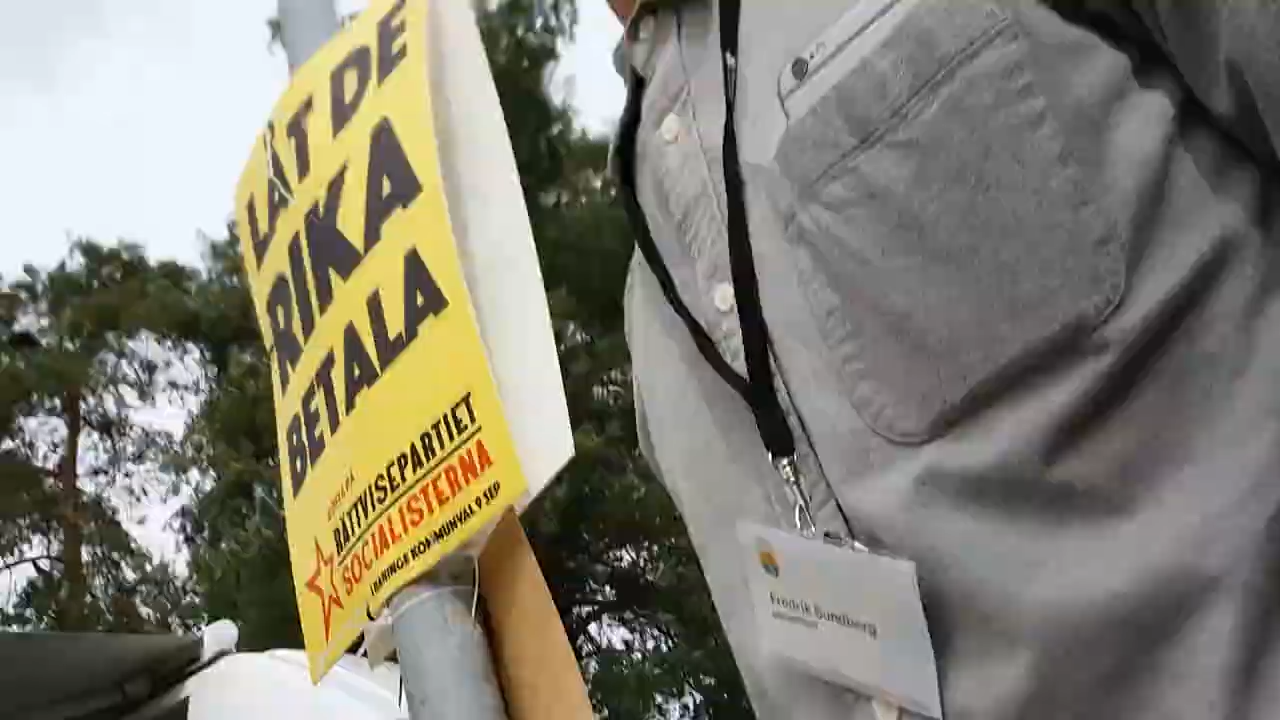 LÅT DE
RIKA
BETALA
RÄTTVISEPARTIET
SOCIALISTERNA
I HANINGE KOMMUNVAL 9 SEP
Fredrik Sundberg